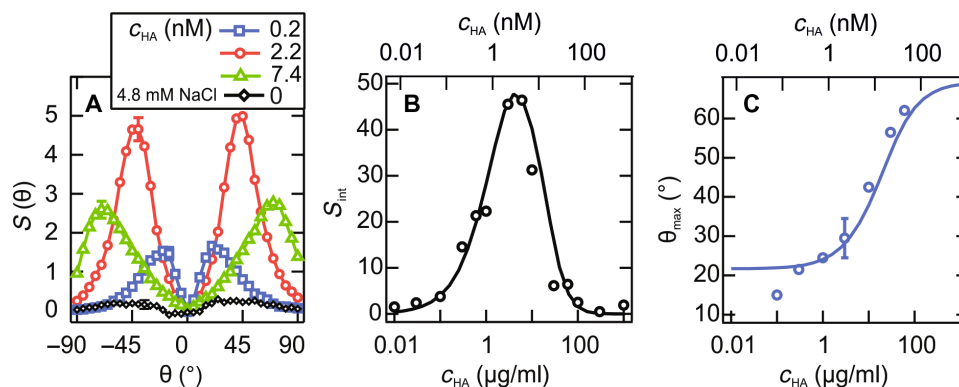 c_HA (nM)
0.2
2.2
7.4
4.8 mM NaCl 0
A
5
4
3
2
1
0
S (θ)
−90 −45 0 45 90
θ (°)
c_HA (nM)
0.01 1 100
B
50
40
30
20
10
0
S_int
0.01 1 100
c_HA (μg/ml)
c_HA (nM)
0.01 1 100
C
70
60
50
40
30
20
10
θ_max (°)
0.01 1 100
c_HA (μg/ml)